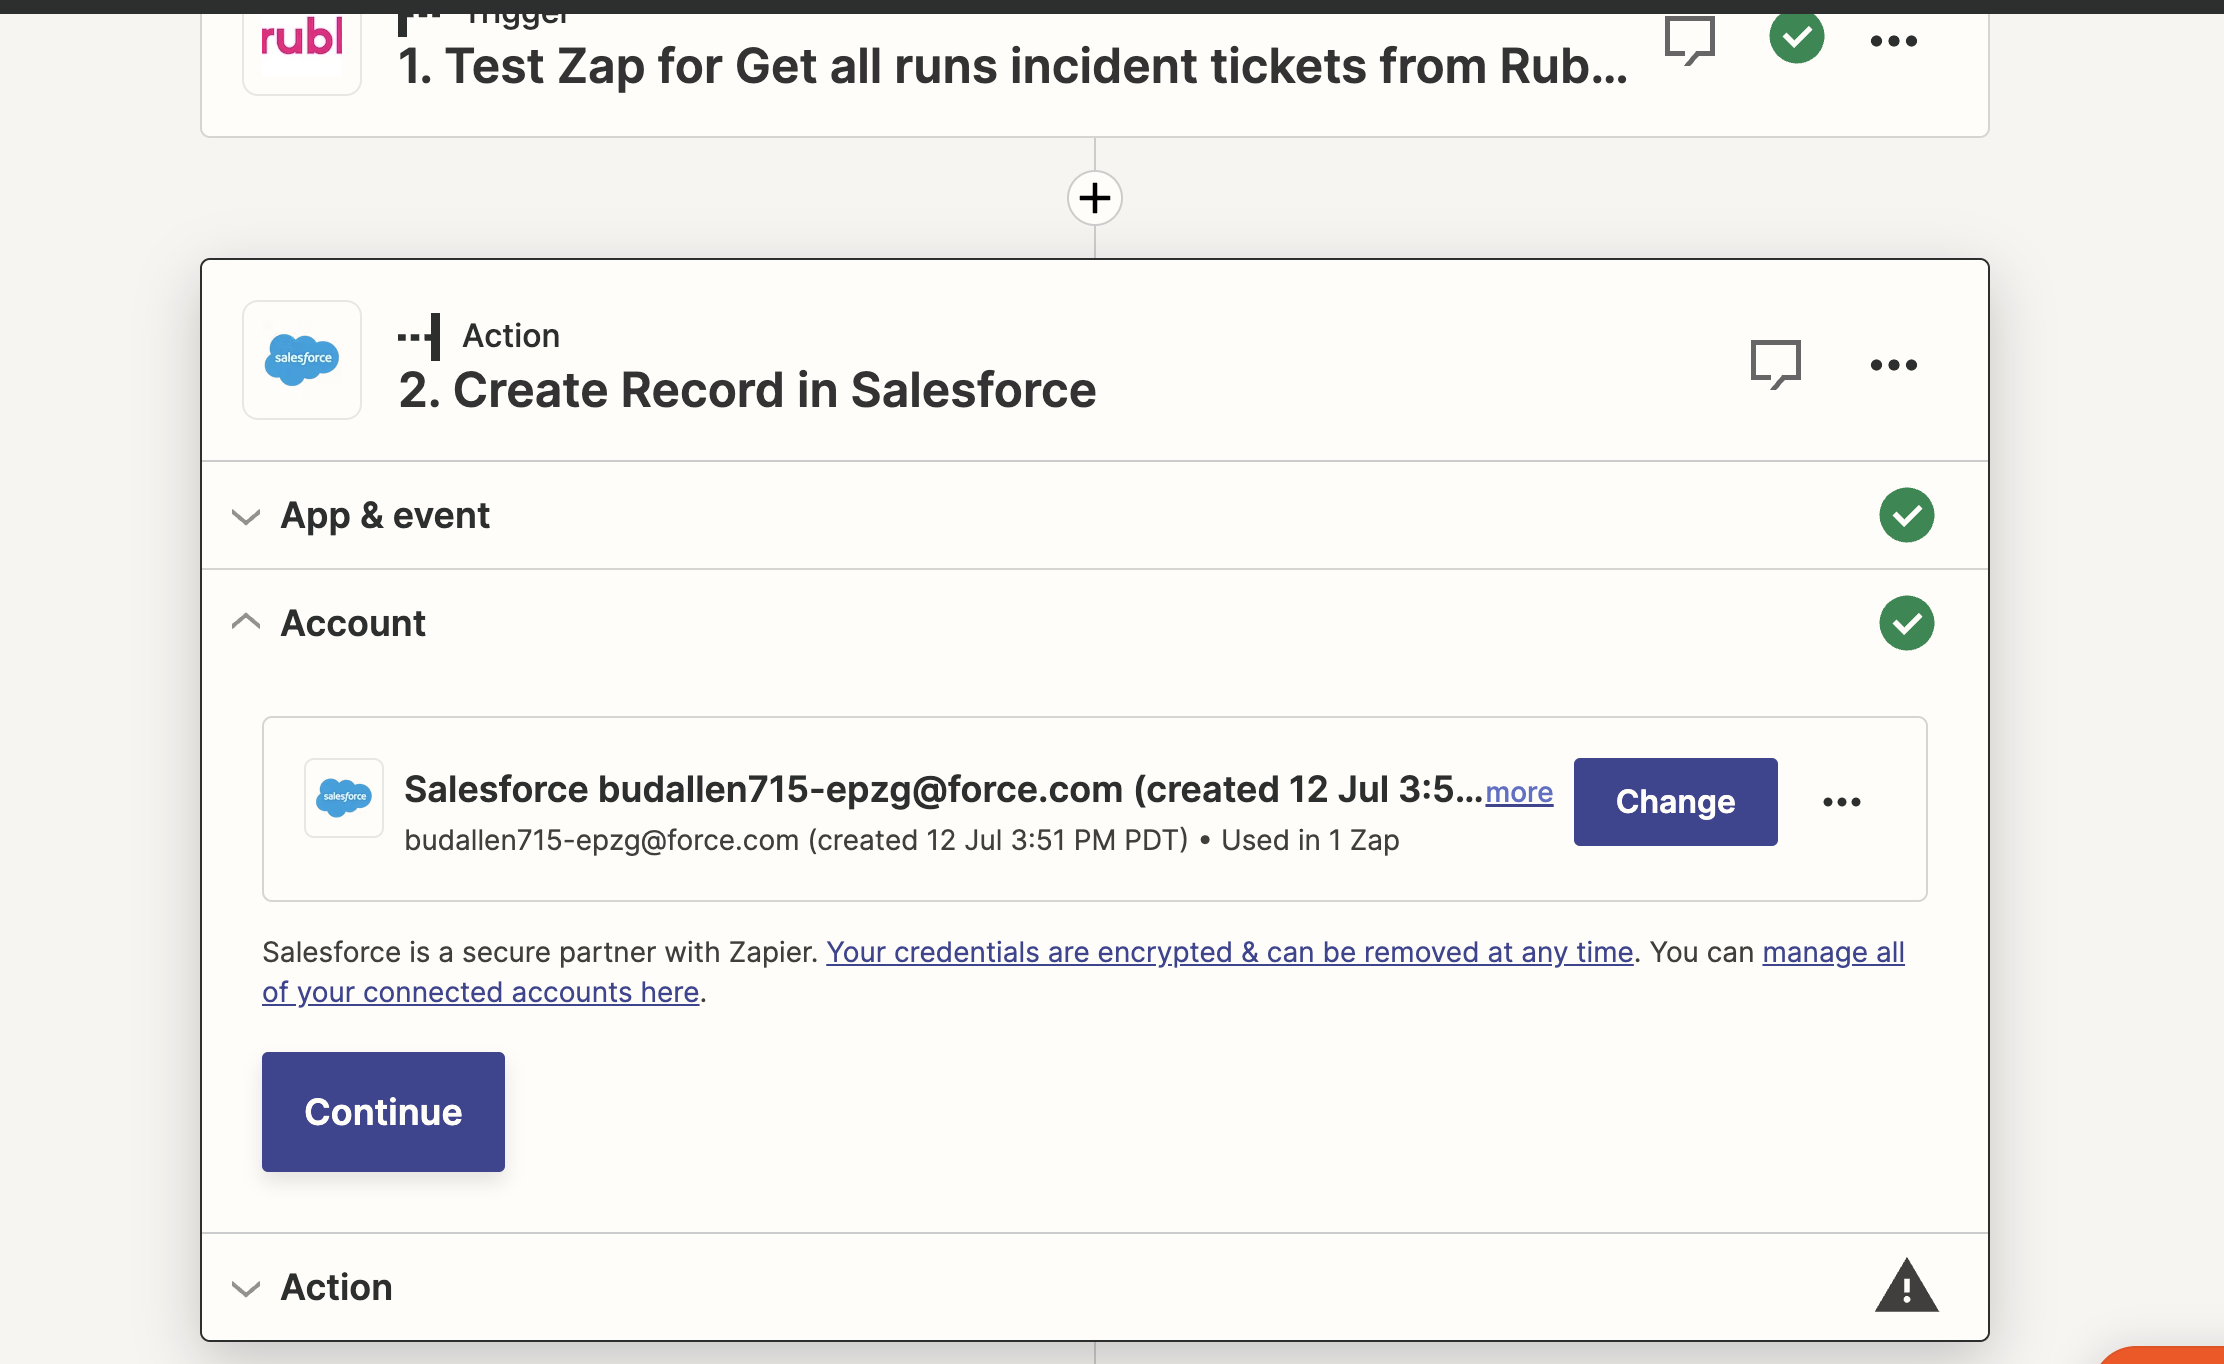 rubl
Trigger
1. Test Zap for Get all runs incident tickets from Rub...
salesforce
Action
2. Create Record in Salesforce
App & event
Account
salesforce
Salesforce budallen715-epzg@force.com (created 12 Jul 3:5... more
budallen715-epzg@force.com (created 12 Jul 3:51 PM PDT) • Used in 1 Zap
Change
Salesforce is a secure partner with Zapier. Your credentials are encrypted & can be removed at any time. You can manage all
of your connected accounts here.
Continue
Action